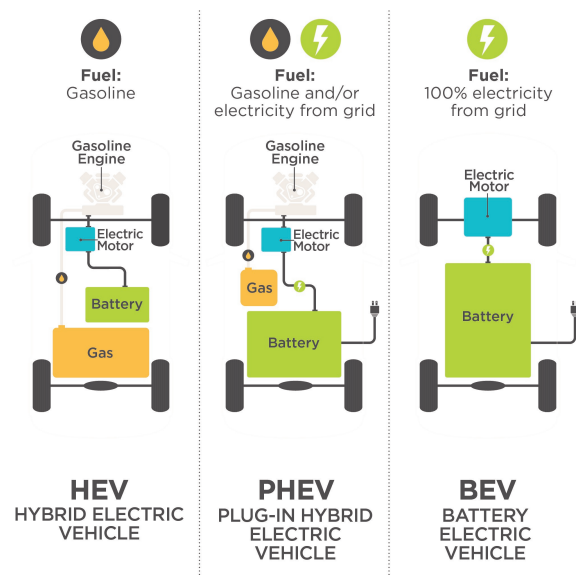 Fuel:
Gasoline
Gasoline
Engine
Electric
Motor
Battery
Gas
HEV
HYBRID ELECTRIC
VEHICLE
Fuel:
Gasoline and/or
electricity from grid
Gasoline
Engine
Electric
Motor
Gas
Battery
PHEV
PLUG-IN HYBRID
ELECTRIC
VEHICLE
Fuel:
100% electricity
from grid
Electric
Motor
Battery
BEV
BATTERY
ELECTRIC
VEHICLE